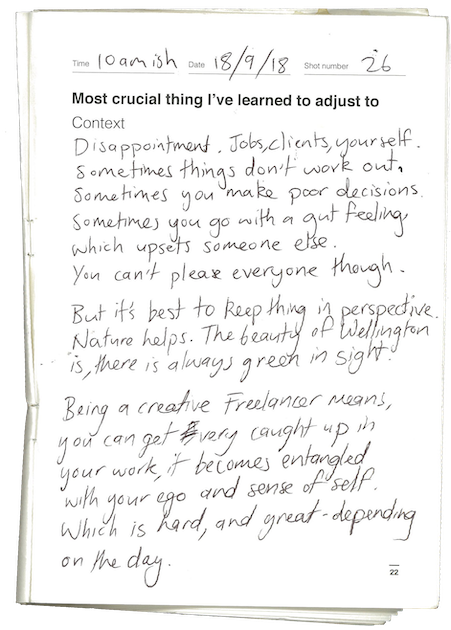 Time 10am ish Date 18/9/18 Shot number 26
Most crucial thing I've learned to adjust to
Context
Disappointment. Jobs, clients, yourself.
Sometimes things don't work out,
Sometimes you make poor decisions.
Sometimes you go with a gut feeling,
which upsets someone else.
You can't please everyone though.
But it's best to keep thing in perspective.
Nature helps. The beauty of Wellington
is, there is always green in sight.
Being a creative Freelancer means,
you can get very caught up in
your work, it becomes entangled
with your ego and sense of self.
Which is hard, and great - depending
on the day.
22